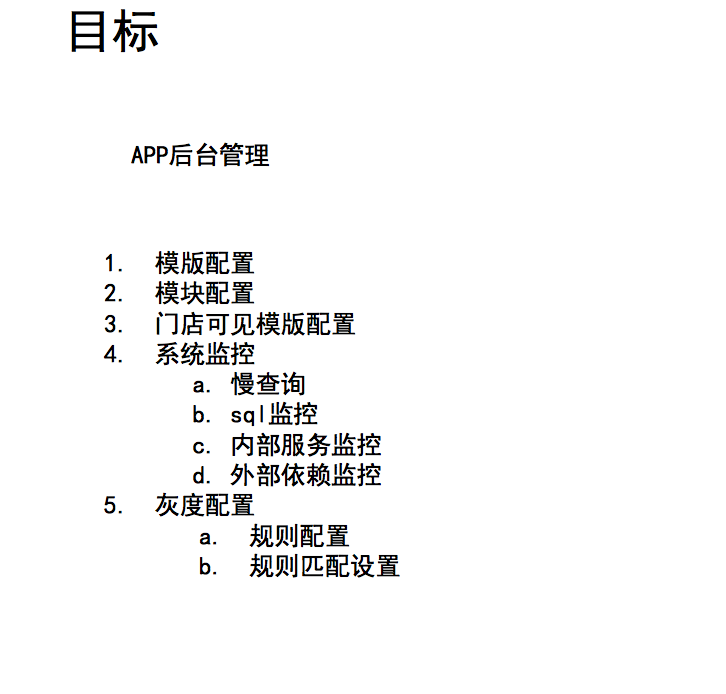 目标
APP后台管理
1. 模版配置
2. 模块配置
3. 门店可见模版配置
4. 系统监控
a. 慢查询
b. sql监控
c. 内部服务监控
d. 外部依赖监控
5. 灰度配置
a. 规则配置
b. 规则匹配设置